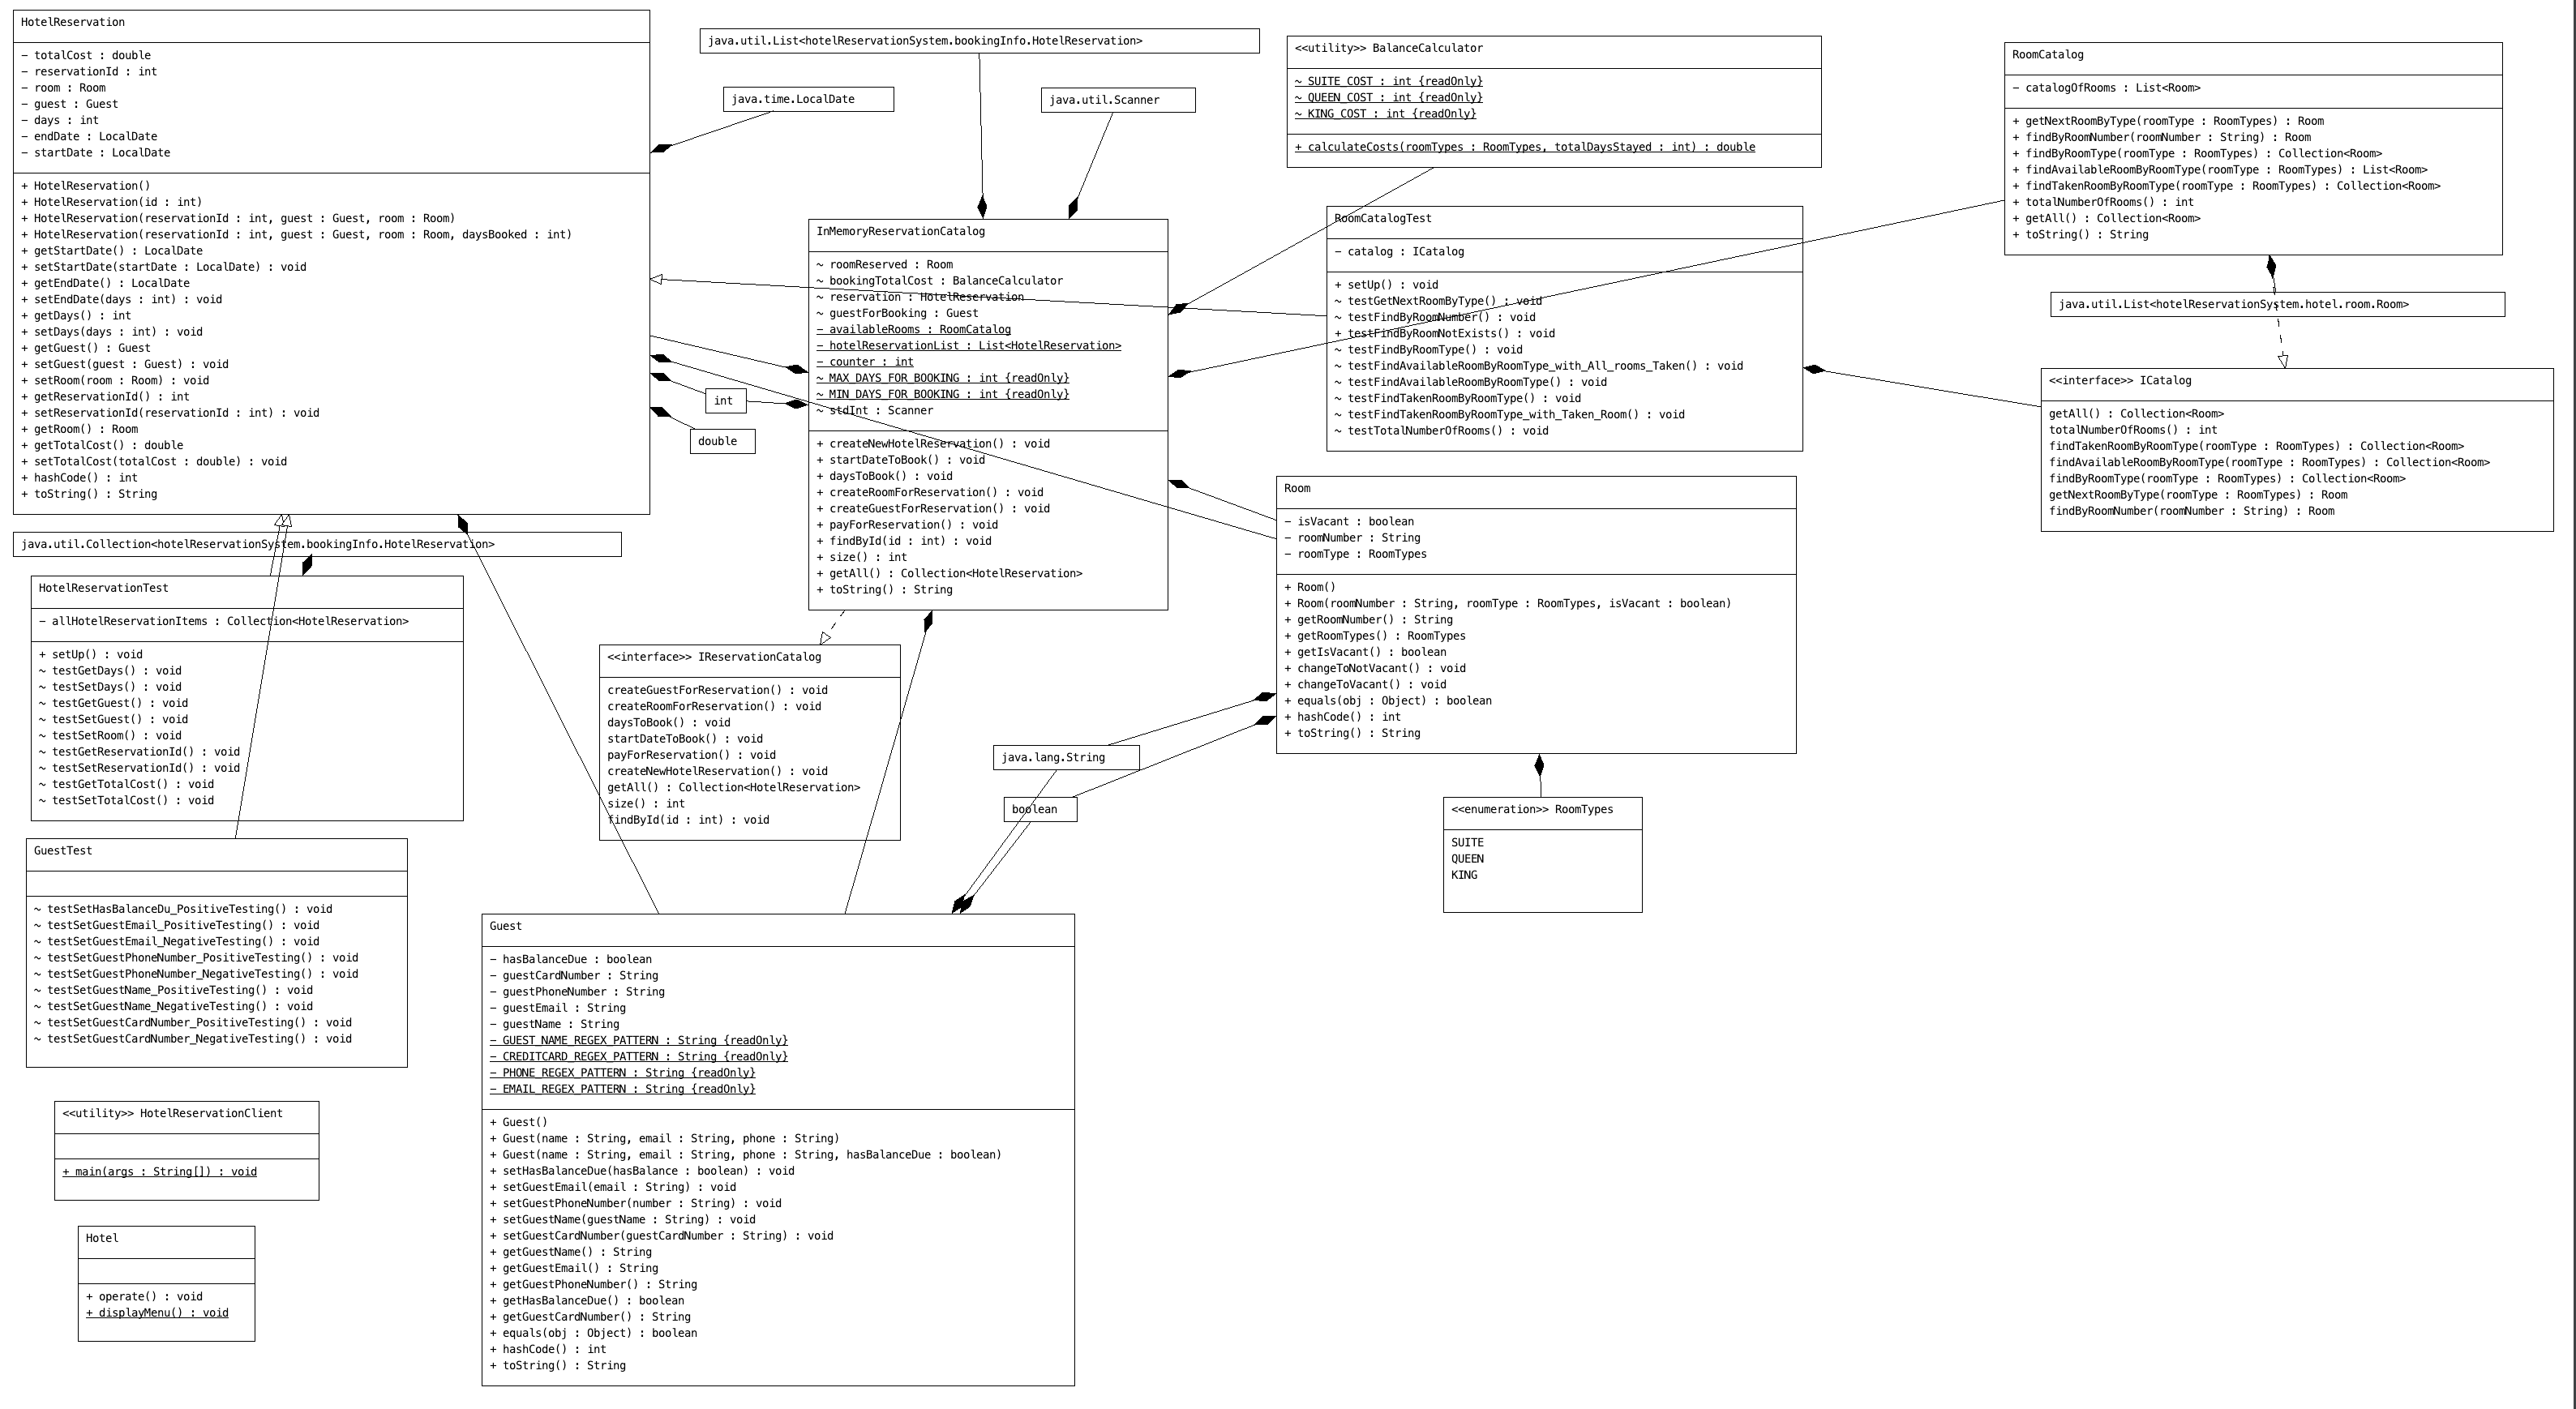 HotelReservation
− totalCost : double
− reservationId : int
− room : Room
− guest : Guest
− days : int
− endDate : LocalDate
− startDate : LocalDate
+ HotelReservation()
+ HotelReservation(id : int)
+ HotelReservation(reservationId : int, guest : Guest, room : Room)
+ HotelReservation(reservationId : int, guest : Guest, room : Room, daysBooked : int)
+ getStartDate() : LocalDate
+ setStartDate(startDate : LocalDate) : void
+ getEndDate() : LocalDate
+ setEndDate(days : int) : void
+ getDays() : int
+ setDays(days : int) : void
+ getGuest() : Guest
+ setGuest(guest : Guest) : void
+ setRoom(room : Room) : void
+ getReservationId() : int
+ setReservationId(reservationId : int) : void
+ getRoom() : Room
+ getTotalCost() : double
+ setTotalCost(totalCost : double) : void
+ hashCode() : int
+ toString() : String
java.util.List<hotelReservationSystem.bookingInfo.HotelReservation>
java.time.LocalDate
java.util.Scanner
<<utility>> BalanceCalculator
~ SUITE_COST : int {readOnly}
~ QUEEN_COST : int {readOnly}
~ KING_COST : int {readOnly}
+ calculateCosts(roomTypes : RoomTypes, totalDaysStayed : int) : double
RoomCatalog
− catalogOfRooms : List<Room>
+ getNextRoomByType(roomType : RoomTypes) : Room
+ findByRoomNumber(roomNumber : String) : Room
+ findByRoomType(roomType : RoomTypes) : Collection<Room>
+ findAvailableRoomByRoomType(roomType : RoomTypes) : List<Room>
+ findTakenRoomByRoomType(roomType : RoomTypes) : Collection<Room>
+ totalNumberOfRooms() : int
+ getAll() : Collection<Room>
+ toString() : String
InMemoryReservationCatalog
~ roomReserved : Room
~ bookingTotalCost : BalanceCalculator
~ reservation : HotelReservation
~ guestForBooking : Guest
− availableRooms : RoomCatalog
− hotelReservationList : List<HotelReservation>
− counter : int
~ MAX_DAYS_FOR_BOOKING : int {readOnly}
~ MIN_DAYS_FOR_BOOKING : int {readOnly}
~ stdInt : Scanner
+ createNewHotelReservation() : void
+ startDateToBook() : void
+ daysToBook() : void
+ createRoomForReservation() : void
+ createGuestForReservation() : void
+ payForReservation() : void
+ findById(id : int) : void
+ size() : int
+ getAll() : Collection<HotelReservation>
+ toString() : String
RoomCatalogTest
− catalog : ICatalog
+ setUp() : void
~ testGetNextRoomByType() : void
~ testFindByRoomNumber() : void
+ testFindByRoomNotExists() : void
~ testFindByRoomType() : void
~ testFindAvailableRoomByRoomType_with_All_rooms_Taken() : void
~ testFindAvailableRoomByRoomType() : void
~ testFindTakenRoomByRoomType() : void
~ testFindTakenRoomByRoomType_with_Taken_Room() : void
~ testTotalNumberOfRooms() : void
java.util.List<hotelReservationSystem.hotel.room.Room>
<<interface>> ICatalog
getAll() : Collection<Room>
totalNumberOfRooms() : int
findTakenRoomByRoomType(roomType : RoomTypes) : Collection<Room>
findAvailableRoomByRoomType(roomType : RoomTypes) : Collection<Room>
findByRoomType(roomType : RoomTypes) : Collection<Room>
getNextRoomByType(roomType : RoomTypes) : Room
findByRoomNumber(roomNumber : String) : Room
int
double
Room
− isVacant : boolean
− roomNumber : String
− roomType : RoomTypes
+ Room()
+ Room(roomNumber : String, roomType : RoomTypes, isVacant : boolean)
+ getRoomNumber() : String
+ getRoomTypes() : RoomTypes
+ getIsVacant() : boolean
+ changeToNotVacant() : void
+ changeToVacant() : void
+ equals(obj : Object) : boolean
+ hashCode() : int
+ toString() : String
java.util.Collection<hotelReservationSystem.bookingInfo.HotelReservation>
HotelReservationTest
− allHotelReservationItems : Collection<HotelReservation>
+ setUp() : void
~ testGetDays() : void
~ testSetDays() : void
~ testGetGuest() : void
~ testSetGuest() : void
~ testSetRoom() : void
~ testGetReservationId() : void
~ testSetReservationId() : void
~ testGetTotalCost() : void
~ testSetTotalCost() : void
<<interface>> IReservationCatalog
createGuestForReservation() : void
createRoomForReservation() : void
daysToBook() : void
startDateToBook() : void
payForReservation() : void
createNewHotelReservation() : void
getAll() : Collection<HotelReservation>
size() : int
findById(id : int) : void
java.lang.String
boolean
<<enumeration>> RoomTypes
SUITE
QUEEN
KING
GuestTest
~ testSetHasBalanceDu_PositiveTesting() : void
~ testSetGuestEmail_PositiveTesting() : void
~ testSetGuestEmail_NegativeTesting() : void
~ testSetGuestPhoneNumber_PositiveTesting() : void
~ testSetGuestPhoneNumber_NegativeTesting() : void
~ testSetGuestName_PositiveTesting() : void
~ testSetGuestName_NegativeTesting() : void
~ testSetGuestCardNumber_PositiveTesting() : void
~ testSetGuestCardNumber_NegativeTesting() : void
Guest
− hasBalanceDue : boolean
− guestCardNumber : String
− guestPhoneNumber : String
− guestEmail : String
− guestName : String
− GUEST_NAME_REGEX_PATTERN : String {readOnly}
− CREDITCARD_REGEX_PATTERN : String {readOnly}
− PHONE_REGEX_PATTERN : String {readOnly}
− EMAIL_REGEX_PATTERN : String {readOnly}
+ Guest()
+ Guest(name : String, email : String, phone : String)
+ Guest(name : String, email : String, phone : String, hasBalanceDue : boolean)
+ setHasBalanceDue(hasBalance : boolean) : void
+ setGuestEmail(email : String) : void
+ setGuestPhoneNumber(number : String) : void
+ setGuestName(guestName : String) : void
+ setGuestCardNumber(guestCardNumber : String) : void
+ getGuestName() : String
+ getGuestEmail() : String
+ getGuestPhoneNumber() : String
+ getHasBalanceDue() : boolean
+ getGuestCardNumber() : String
+ equals(obj : Object) : boolean
+ hashCode() : int
+ toString() : String
<<utility>> HotelReservationClient
+ main(args : String[]) : void
Hotel
+ operate() : void
+ displayMenu() : void